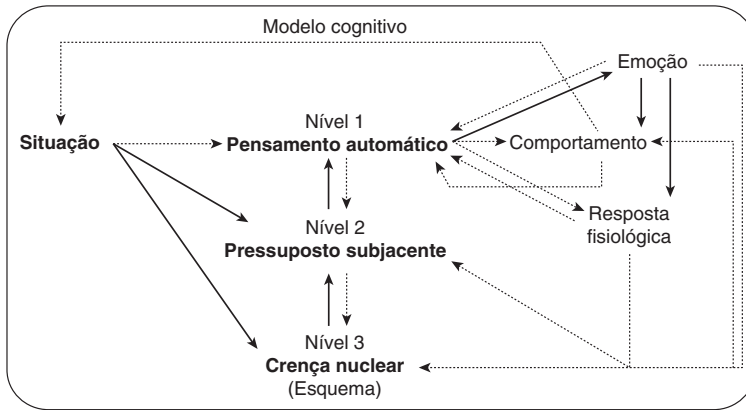 Modelo cognitivo
Emoção
Nível 1
Situação
Pensamento automático
Comportamento
Resposta
fisiológica
Nível 2
Pressuposto subjacente
Nível 3
Crença nuclear
(Esquema)